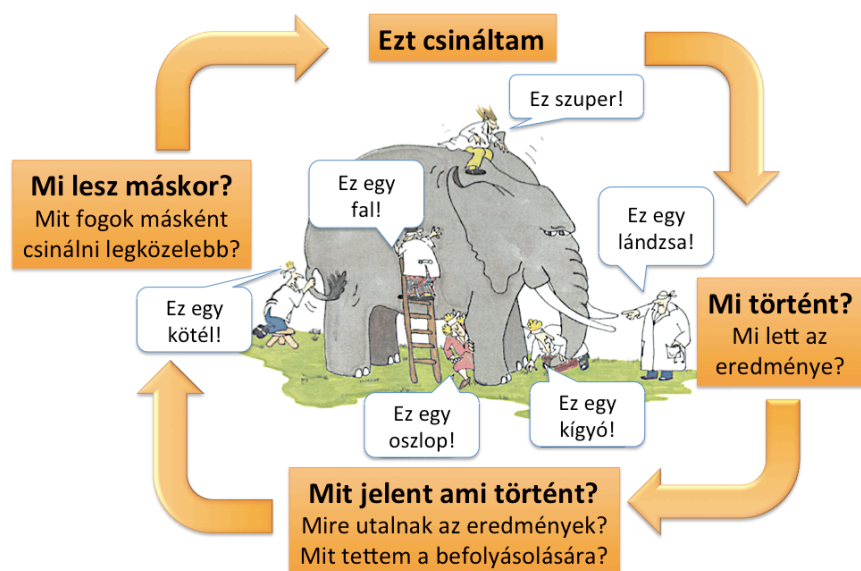 Ezt csináltam
Ez szuper!
Mi lesz máskor?
Mit fogok másként
csinálni legközelebb?
Ez egy
fal!
Ez egy
lándzsa!
Ez egy
kötél!
Mi történt?
Mi lett az
eredménye?
Ez egy
oszlop!
Ez egy
kígyó!
Mit jelent ami történt?
Mire utalnak az eredmények?
Mit tettem a befolyásolására?